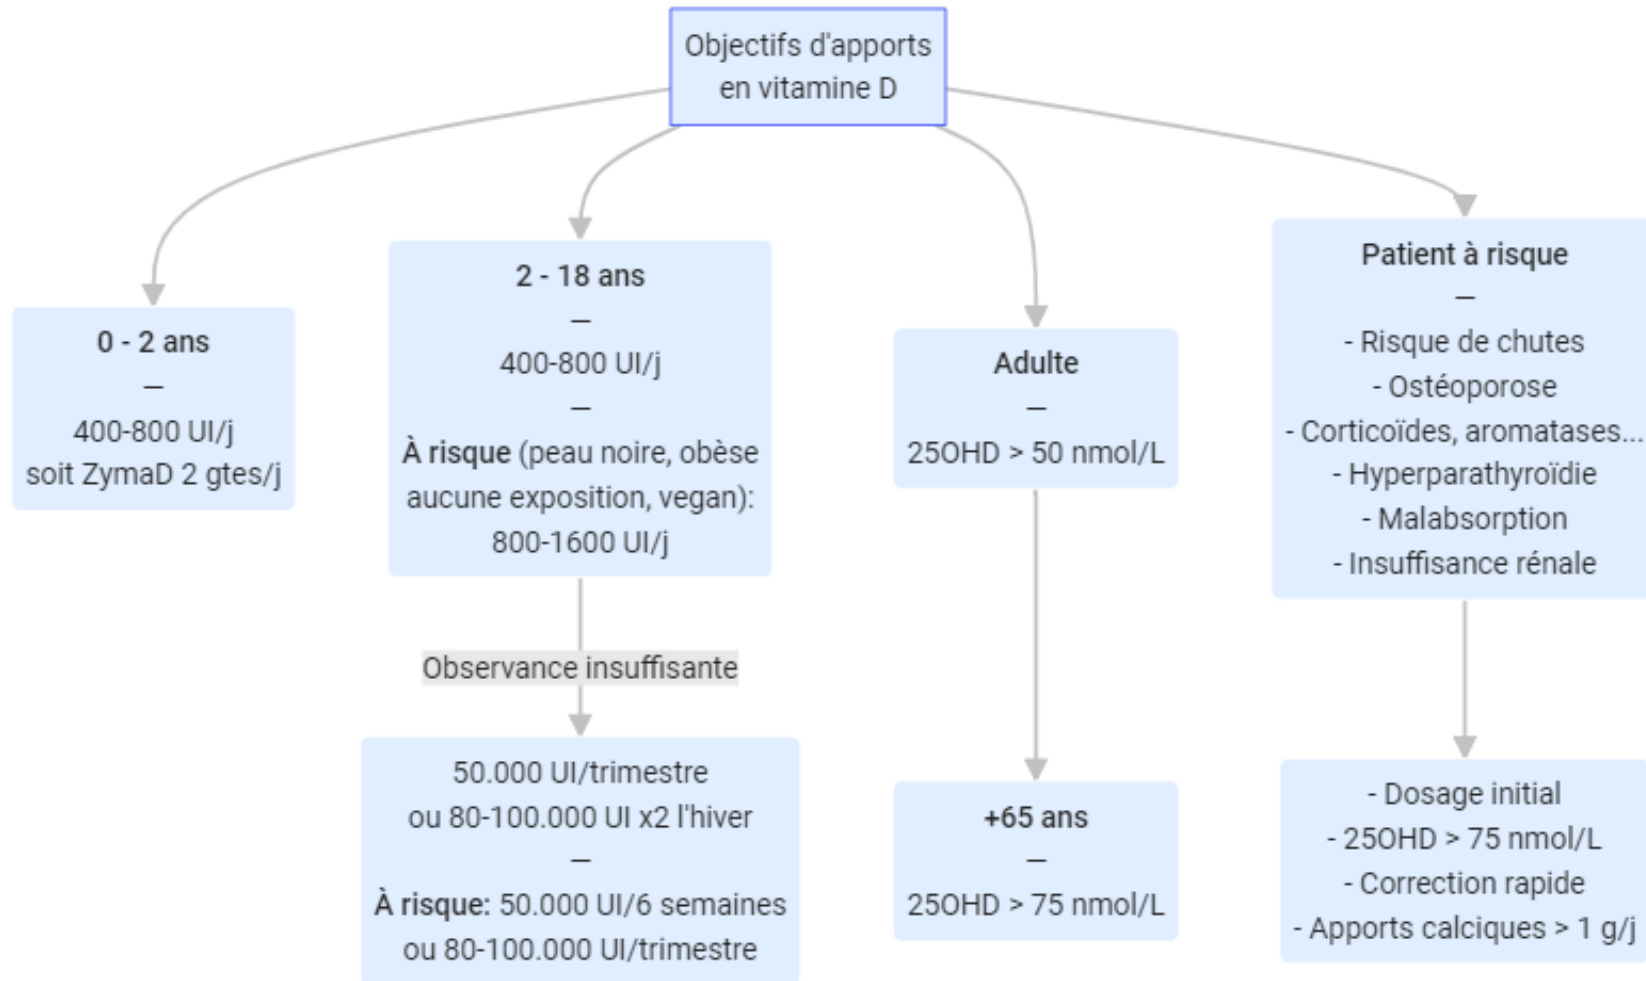 Objectifs d'apports
en vitamine D
0 - 2 ans
—
400-800 UI/j
soit ZymaD 2 gtes/j
2 - 18 ans
—
400-800 UI/j
—
À risque (peau noire, obèse
aucune exposition, vegan):
800-1600 UI/j
Observance insuffisante
50.000 UI/trimestre
ou 80-100.000 UI x2 l'hiver
—
À risque: 50.000 UI/6 semaines
ou 80-100.000 UI/trimestre
Adulte
—
25OHD > 50 nmol/L
+65 ans
—
25OHD > 75 nmol/L
Patient à risque
—
- Risque de chutes
- Ostéoporose
- Corticoïdes, aromatases...
- Hyperparathyroïdie
- Malabsorption
- Insuffisance rénale
- Dosage initial
- 25OHD > 75 nmol/L
- Correction rapide
- Apports calciques > 1 g/j